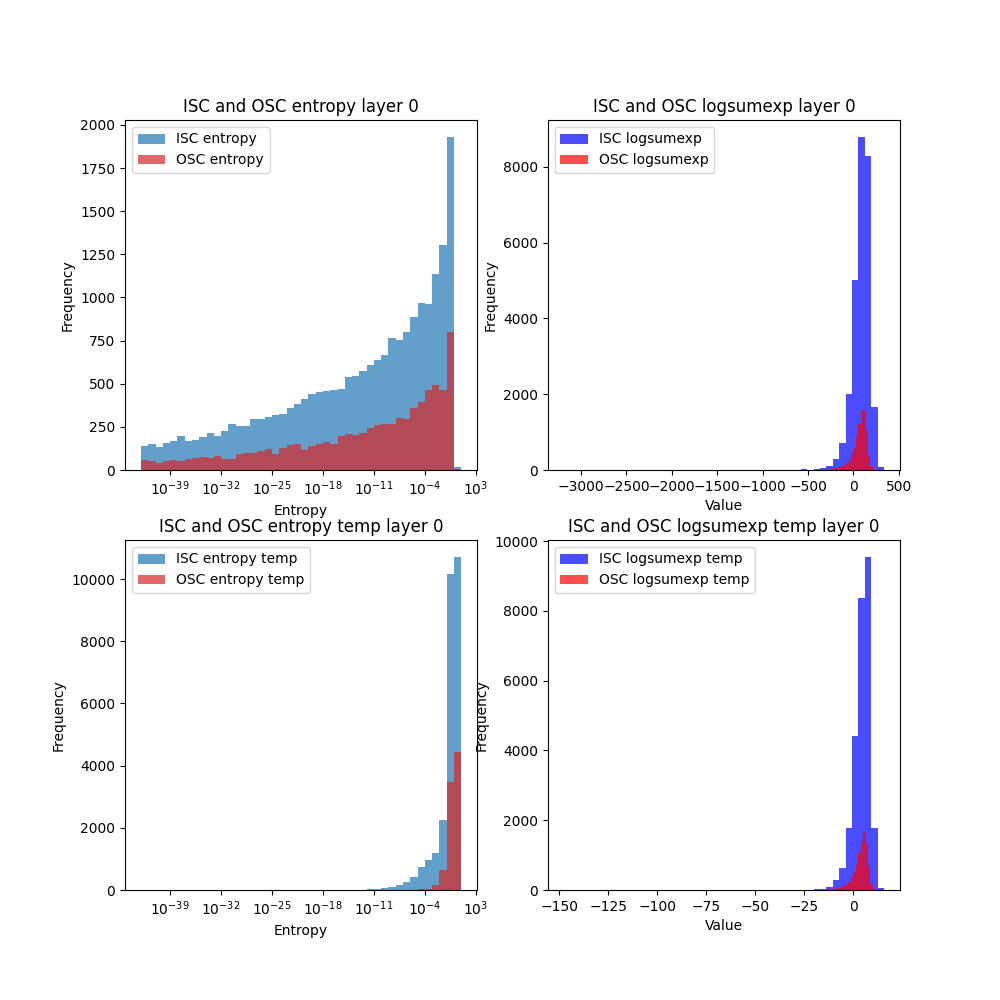 ISC and OSC entropy layer 0
ISC entropy
OSC entropy
2000
1750
1500
1250
1000
750
500
250
0
Frequency
10^-39
10^-32
10^-25
10^-18
10^-11
10^-4
10^3
Entropy
ISC and OSC logsumexp layer 0
ISC logsumexp
OSC logsumexp
8000
6000
4000
2000
0
Frequency
−3000
−2500
−2000
−1500
−1000
−500
0
500
Value
ISC and OSC entropy temp layer 0
ISC entropy temp
OSC entropy temp
10000
8000
6000
4000
2000
0
Frequency
10^-39
10^-32
10^-25
10^-18
10^-11
10^-4
10^3
Entropy
ISC and OSC logsumexp temp layer 0
ISC logsumexp temp
OSC logsumexp temp
10000
8000
6000
4000
2000
0
Frequency
−150
−125
−100
−75
−50
−25
0
Value